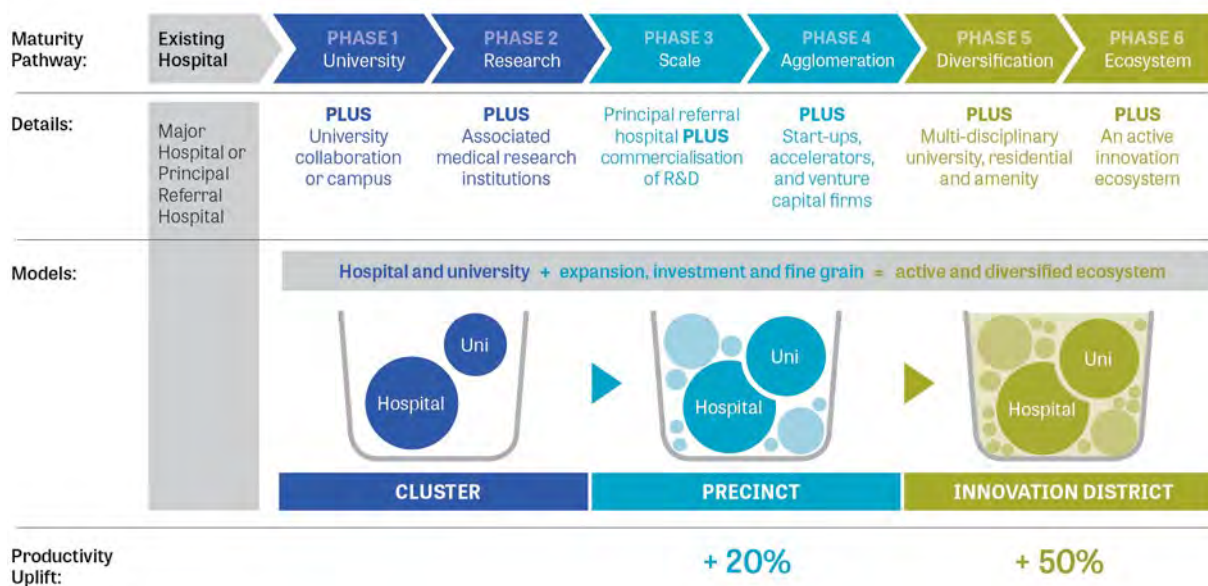 Maturity Pathway:
Existing Hospital
PHASE 1
University
PHASE 2
Research
PHASE 3
Scale
PHASE 4
Agglomeration
PHASE 5
Diversification
PHASE 6
Ecosystem
Details:
Major
Hospital or
Principal
Referral
Hospital
PLUS
University
collaboration
or campus
PLUS
Associated
medical research
institutions
Principal referral
hospital PLUS
commercialisation
of R&D
PLUS
Start-ups,
accelerators,
and venture
capital firms
PLUS
Multi-disciplinary
university, residential
and amenity
PLUS
An active
innovation
ecosystem
Models:
Hospital and university + expansion, investment and fine grain = active and diversified ecosystem
Uni
Hospital
Uni
Hospital
Uni
Hospital
CLUSTER
PRECINCT
INNOVATION DISTRICT
Productivity
Uplift:
+ 20%
+ 50%